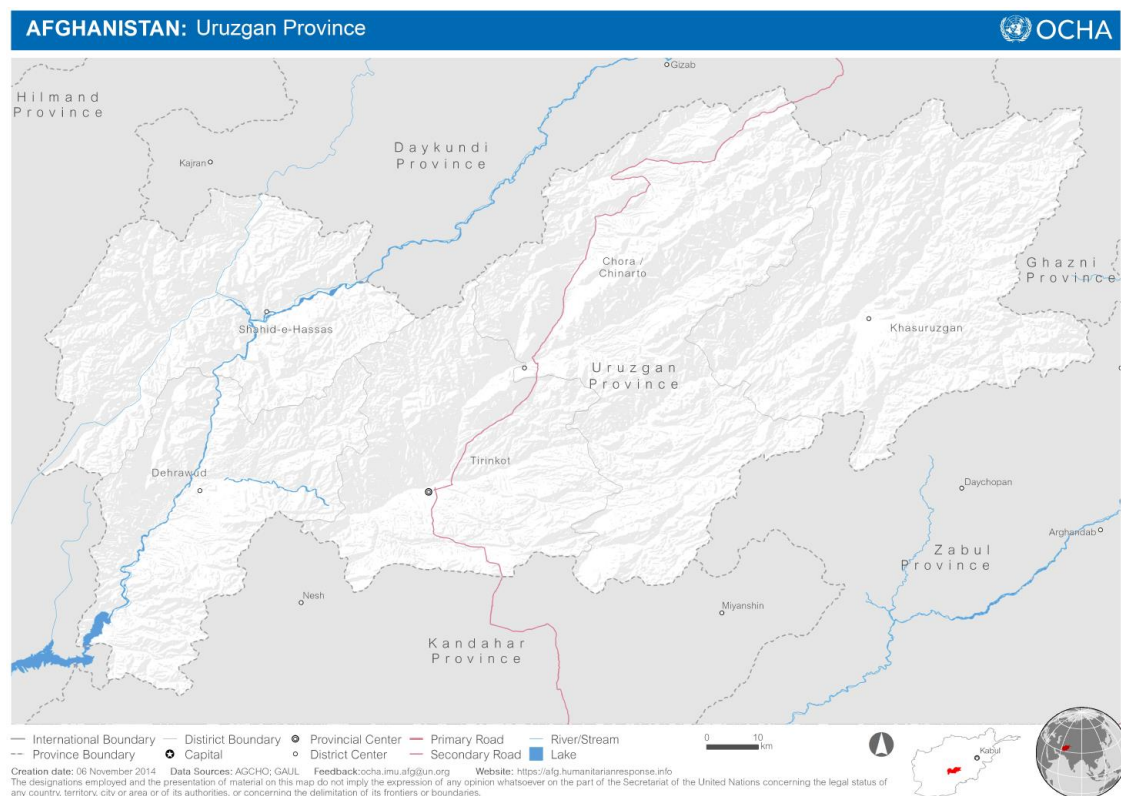 AFGHANISTAN: Uruzgan Province
OCHA
Gizab
Hilmand
Province
Daykundi
Province
Kajran
Chora /
Chinarto
Ghazni
Province
Shahid-e-Hassas
Khasuruzgan
Uruzgan
Province
Tirinkot
Dehrawud
Daychopan
Arghandab
Zabul
Province
Nesh
Miyanshin
Kandahar
Province
International Boundary
District Boundary
Provincial Center
Primary Road
River/Stream
Province Boundary
Capital
District Center
Secondary Road
Lake
0 10
km
Kabul
Creation date: 06 November 2014 Data Sources: AGCHO; GAUL Feedback:ocha.imu.afg@un.org Website: https://afg.humanitarianresponse.info
The designations employed and the presentation of material on this map do not imply the expression of any opinion whatsoever on the part of the Secretariat of the United Nations concerning the legal status of
any country, territory, city or area or of its authorities, or concerning the delimitation of its frontiers or boundaries.